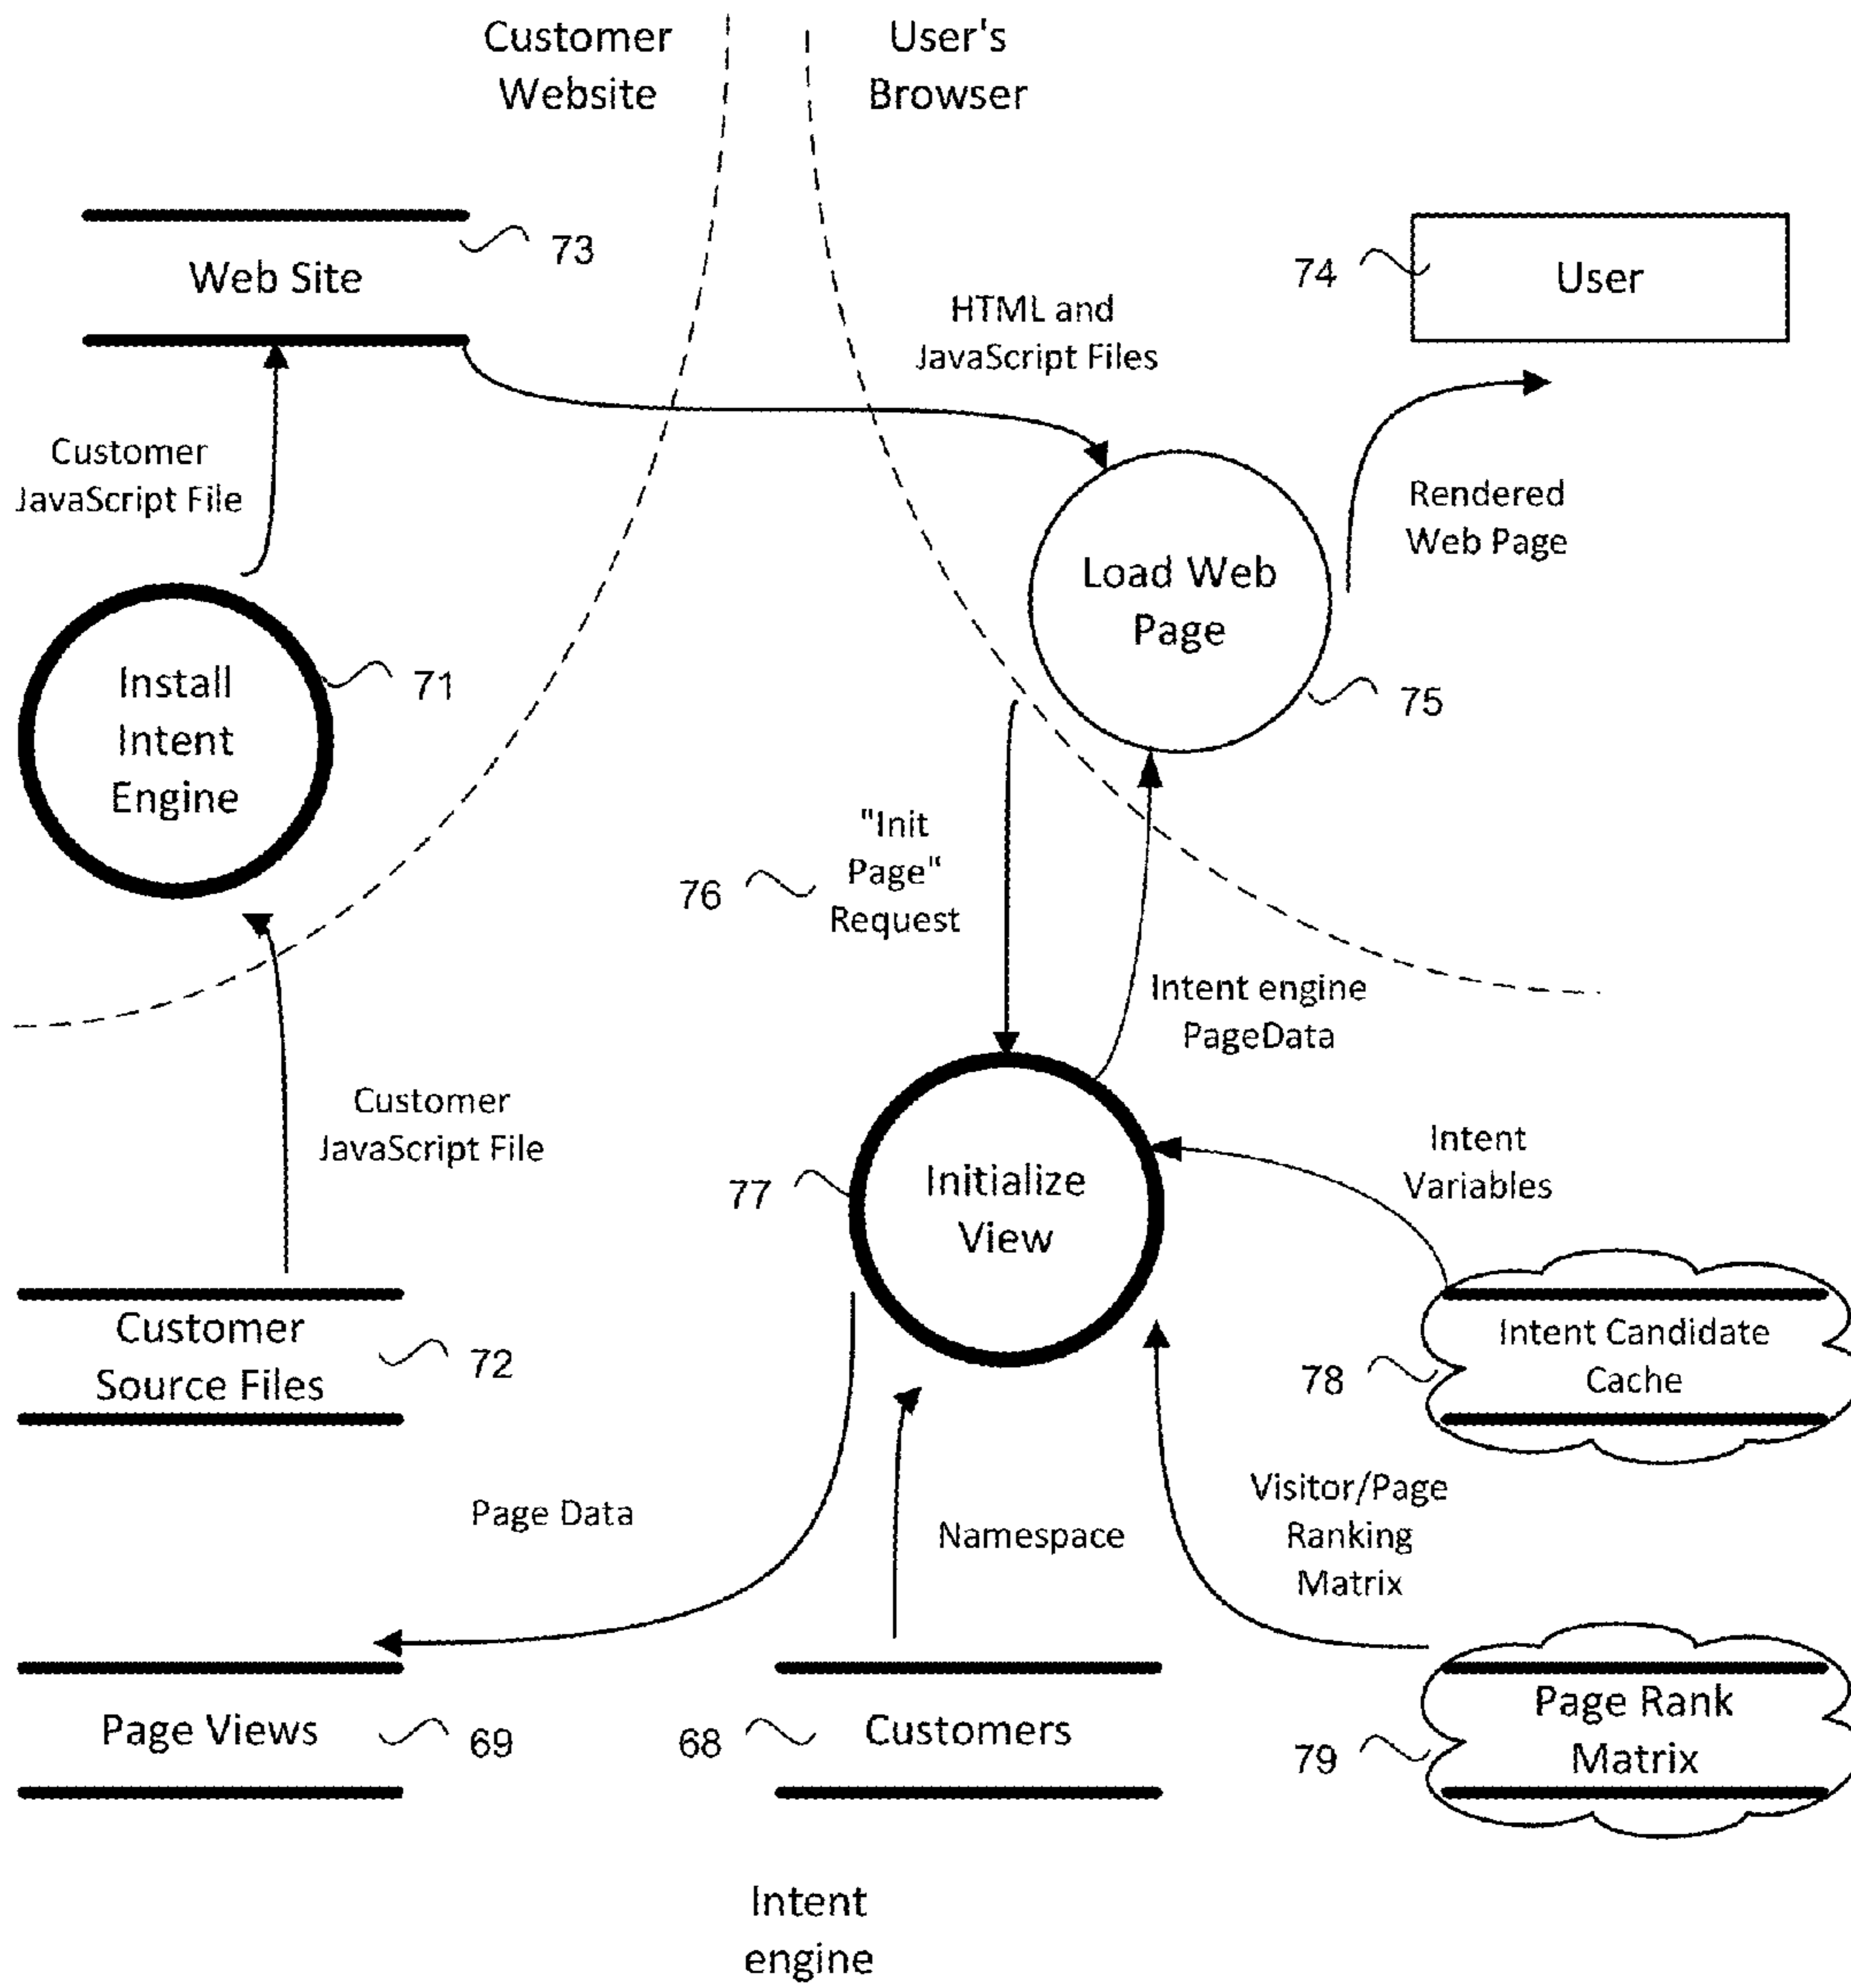 Customer
Website
User's
Browser
Web Site
73
74
User
HTML and
JavaScript Files
Customer
JavaScript File
Rendered
Web Page
Load Web
Page
75
Install
Intent
Engine
71
"Init
Page"
Request
76
Intent engine
PageData
Customer
JavaScript File
Intent
Variables
77
Initialize
View
Customer
Source Files
72
78
Intent Candidate
Cache
Page Data
Namespace
Visitor/Page
Ranking
Matrix
Page Views
69
68
Customers
79
Page Rank
Matrix
Intent
engine